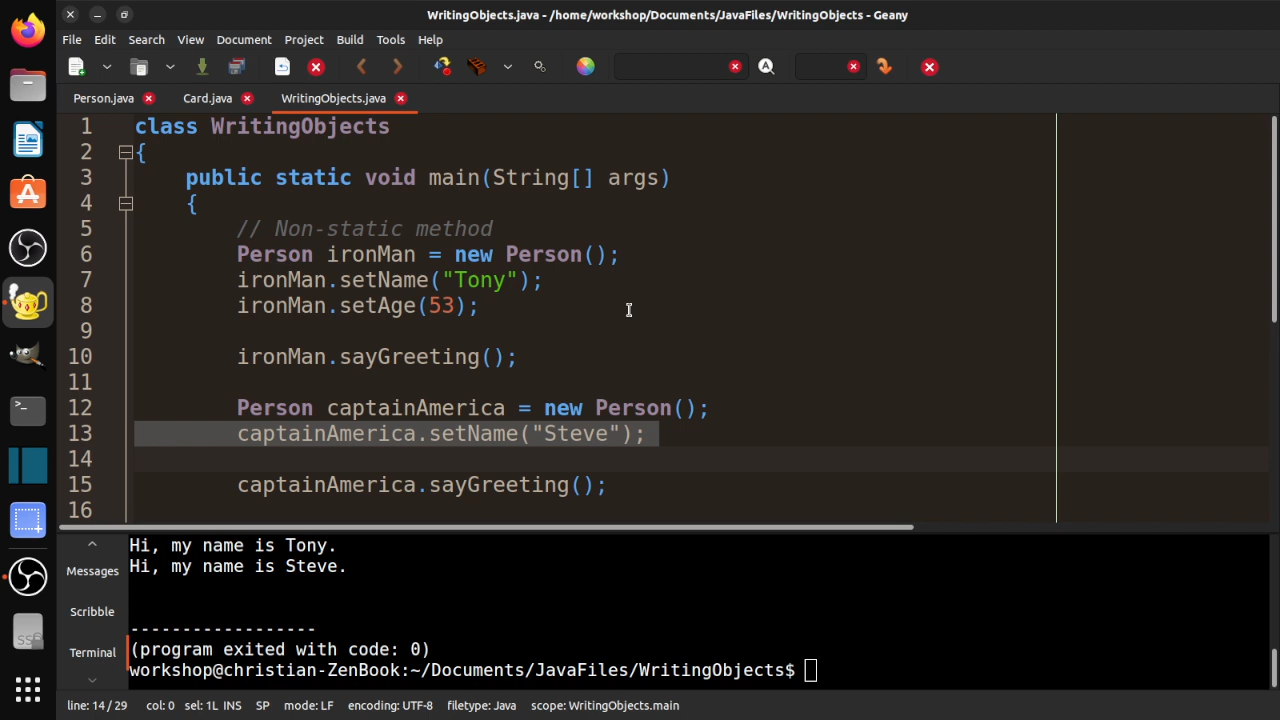 WritingObjects.java - /home/workshop/Documents/JavaFiles/WritingObjects - Geany
File Edit Search View Document Project Build Tools Help
Person.java Card.java WritingObjects.java
1 class WritingObjects
2 {
3 public static void main(String[] args)
4 {
5 // Non-static method
6 Person ironMan = new Person();
7 ironMan.setName("Tony");
8 ironMan.setAge(53);
9
10 ironMan.sayGreeting();
11
12 Person captainAmerica = new Person();
13 captainAmerica.setName("Steve");
14
15 captainAmerica.sayGreeting();
16
Messages
Scribble
Terminal
Hi, my name is Tony.
Hi, my name is Steve.
------------------
(program exited with code: 0)
workshop@christian-ZenBook:~/Documents/JavaFiles/WritingObjects$
line: 14 / 29 col: 0 sel: 1L INS SP mode: LF encoding: UTF-8 filetype: Java scope: WritingObjects.main